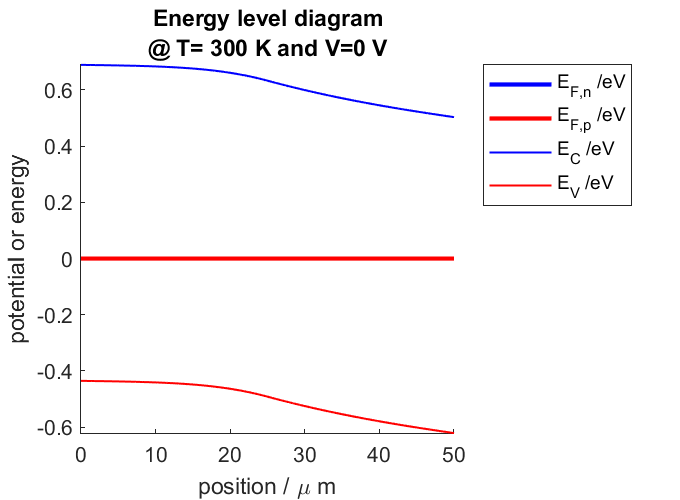 Energy level diagram
@ T= 300 K and V=0 V
potential or energy
0.6
0.4
0.2
0
-0.2
-0.4
-0.6
0
10
20
30
40
50
position / μ m
E_F,n /eV
E_F,p /eV
E_C /eV
E_V /eV